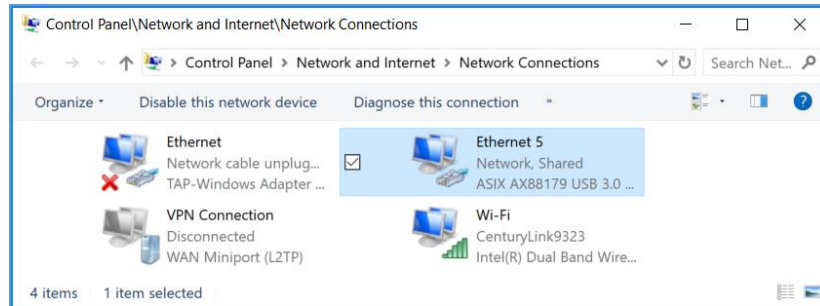 Control Panel\Network and Internet\Network Connections
Control Panel > Network and Internet > Network Connections
Search Net...
Organize
Disable this network device
Diagnose this connection
»
Ethernet
Network cable unplug...
TAP-Windows Adapter ...
Ethernet 5
Network, Shared
ASIX AX88179 USB 3.0 ...
VPN Connection
Disconnected
WAN Miniport (L2TP)
Wi-Fi
CenturyLink9323
Intel(R) Dual Band Wire...
4 items
1 item selected